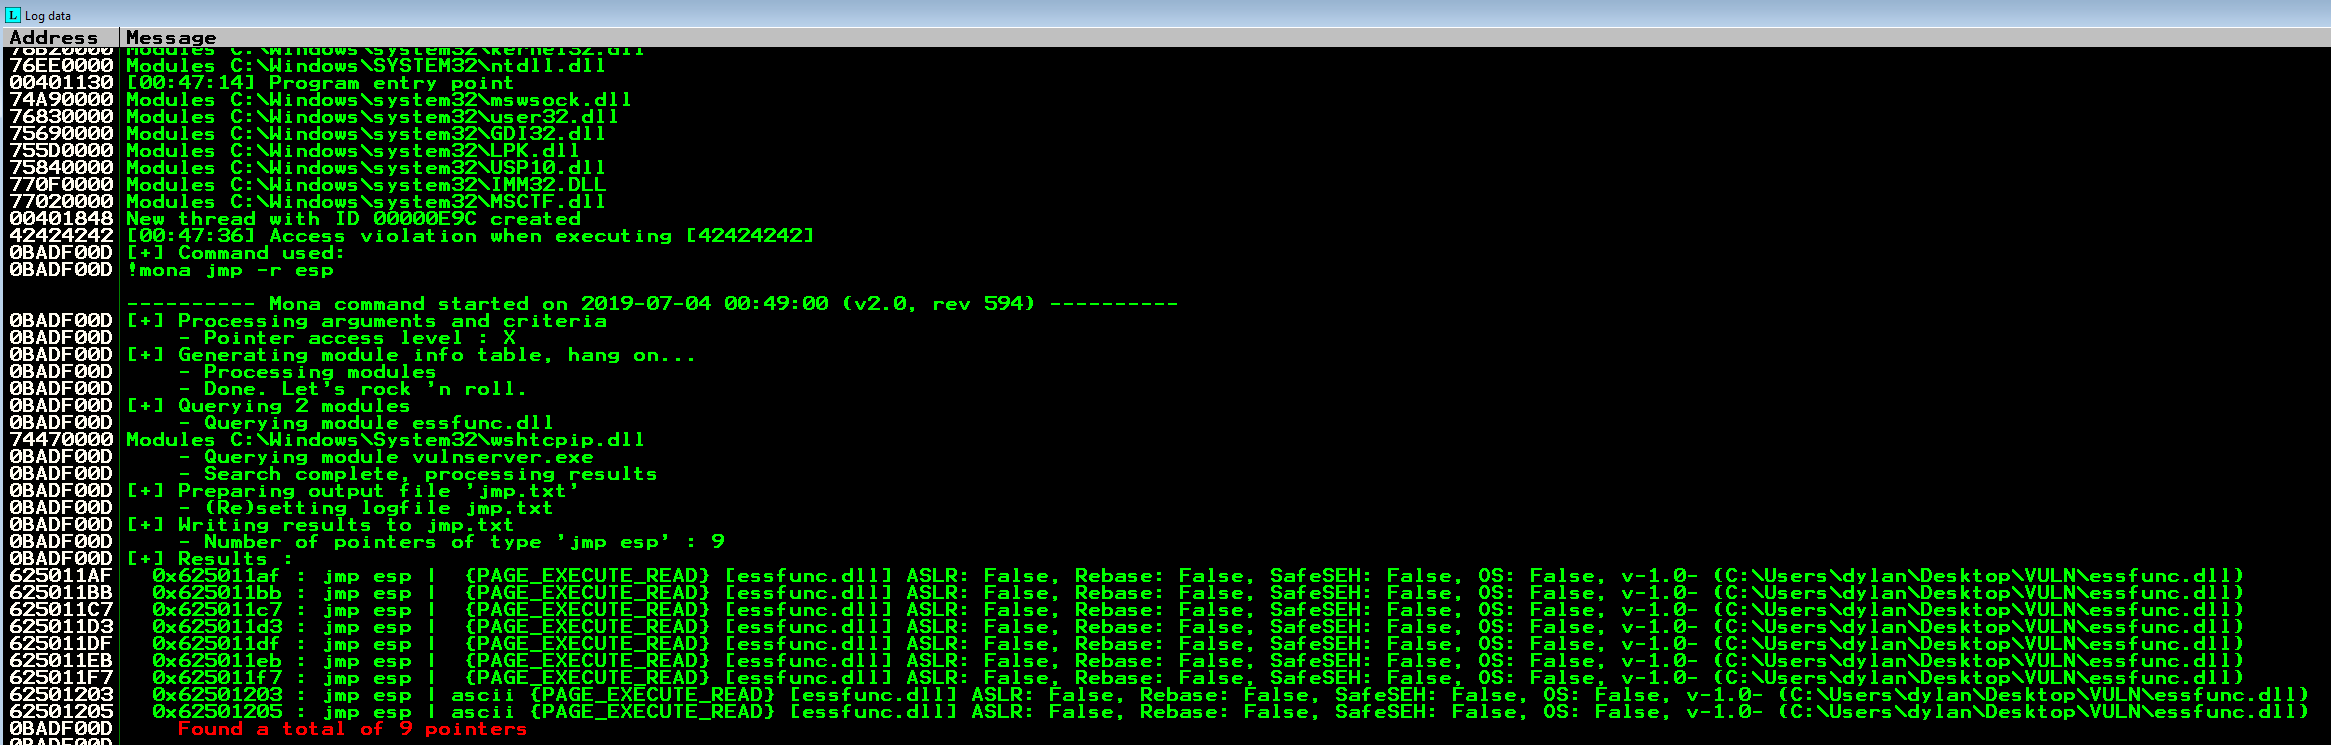 L Log data
Address Message
76B20000 Modules C:\Windows\system32\kernel32.dll
76EE0000 Modules C:\Windows\SYSTEM32\ntdll.dll
00401130 [00:47:14] Program entry point
74A90000 Modules C:\Windows\system32\mswsock.dll
76830000 Modules C:\Windows\system32\user32.dll
75690000 Modules C:\Windows\system32\GDI32.dll
755D0000 Modules C:\Windows\system32\LPK.dll
75840000 Modules C:\Windows\system32\USP10.dll
770F0000 Modules C:\Windows\system32\IMM32.DLL
77020000 Modules C:\Windows\system32\MSCTF.dll
00401848 New thread with ID 00000E9C created
42424242 [00:47:36] Access violation when executing [42424242]
0BADF00D [+] Command used:
0BADF00D !mona jmp -r esp
---------- Mona command started on 2019-07-04 00:49:00 (v2.0, rev 594) ----------
0BADF00D [+] Processing arguments and criteria
0BADF00D - Pointer access level : X
0BADF00D [+] Generating module info table, hang on...
0BADF00D - Processing modules
0BADF00D - Done. Let's rock 'n roll.
0BADF00D [+] Querying 2 modules
0BADF00D - Querying module essfunc.dll
74470000 Modules C:\Windows\System32\wshtcpip.dll
0BADF00D - Querying module vulnserver.exe
0BADF00D - Search complete, processing results
0BADF00D [+] Preparing output file 'jmp.txt'
0BADF00D - (Re)setting logfile jmp.txt
0BADF00D [+] Writing results to jmp.txt
0BADF00D - Number of pointers of type 'jmp esp' : 9
0BADF00D [+] Results :
625011AF 0x625011af : jmp esp | {PAGE_EXECUTE_READ} [essfunc.dll] ASLR: False, Rebase: False, SafeSEH: False, OS: False, v-1.0- (C:\Users\dylan\Desktop\VULN\essfunc.dll)
625011BB 0x625011bb : jmp esp | {PAGE_EXECUTE_READ} [essfunc.dll] ASLR: False, Rebase: False, SafeSEH: False, OS: False, v-1.0- (C:\Users\dylan\Desktop\VULN\essfunc.dll)
625011C7 0x625011c7 : jmp esp | {PAGE_EXECUTE_READ} [essfunc.dll] ASLR: False, Rebase: False, SafeSEH: False, OS: False, v-1.0- (C:\Users\dylan\Desktop\VULN\essfunc.dll)
625011D3 0x625011d3 : jmp esp | {PAGE_EXECUTE_READ} [essfunc.dll] ASLR: False, Rebase: False, SafeSEH: False, OS: False, v-1.0- (C:\Users\dylan\Desktop\VULN\essfunc.dll)
625011DF 0x625011df : jmp esp | {PAGE_EXECUTE_READ} [essfunc.dll] ASLR: False, Rebase: False, SafeSEH: False, OS: False, v-1.0- (C:\Users\dylan\Desktop\VULN\essfunc.dll)
625011EB 0x625011eb : jmp esp | {PAGE_EXECUTE_READ} [essfunc.dll] ASLR: False, Rebase: False, SafeSEH: False, OS: False, v-1.0- (C:\Users\dylan\Desktop\VULN\essfunc.dll)
625011F7 0x625011f7 : jmp esp | {PAGE_EXECUTE_READ} [essfunc.dll] ASLR: False, Rebase: False, SafeSEH: False, OS: False, v-1.0- (C:\Users\dylan\Desktop\VULN\essfunc.dll)
62501203 0x62501203 : jmp esp | ascii {PAGE_EXECUTE_READ} [essfunc.dll] ASLR: False, Rebase: False, SafeSEH: False, OS: False, v-1.0- (C:\Users\dylan\Desktop\VULN\essfunc.dll)
62501205 0x62501205 : jmp esp | ascii {PAGE_EXECUTE_READ} [essfunc.dll] ASLR: False, Rebase: False, SafeSEH: False, OS: False, v-1.0- (C:\Users\dylan\Desktop\VULN\essfunc.dll)
0BADF00D Found a total of 9 pointers
0BADF00D